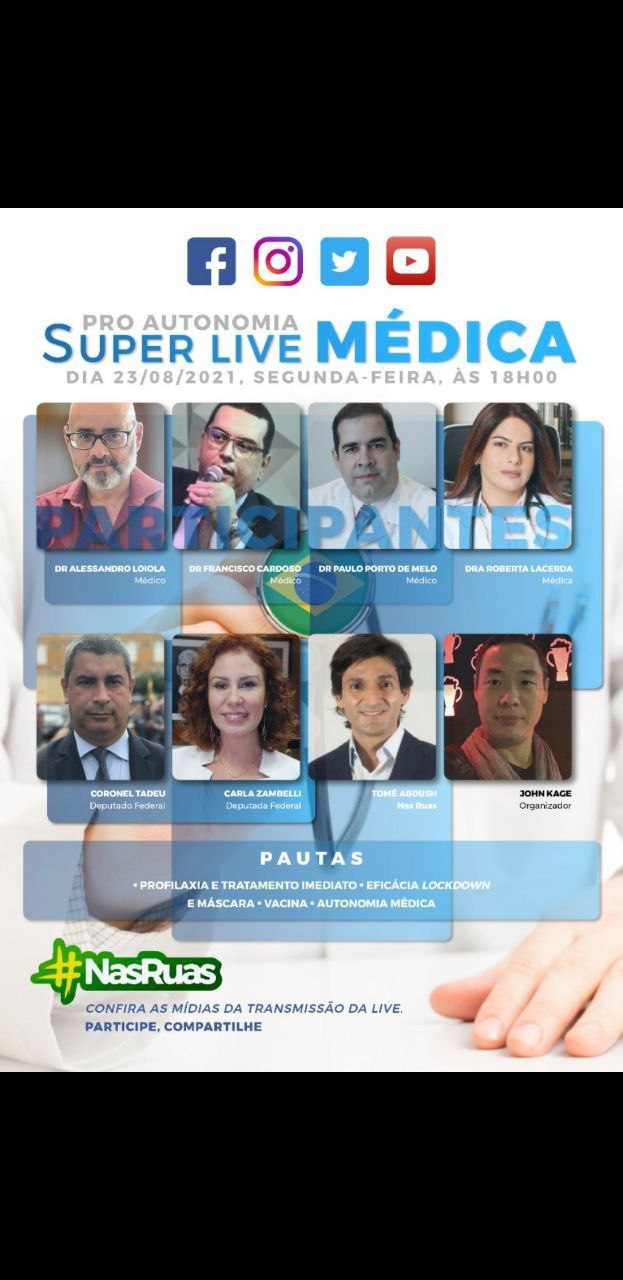 PRO AUTONOMIA
SUPER LIVE MÉDICA
DIA 23/08/2021, SEGUNDA-FEIRA, ÀS 18H00
PARTICIPANTES
DR ALESSANDRO LOIOLA
Médico
DR FRANCISCO CARDOSO
Médico
DR PAULO PORTO DE MELO
Médico
DRA ROBERTA LACERDA
Médica
CORONEL TADEU
Deputado Federal
CARLA ZAMBELLI
Deputada Federal
TOMÉ ABDUSH
Nas Ruas
JOHN KAGE
Organizador
PAUTAS
• PROFILAXIA E TRATAMENTO IMEDIATO • EFICÁCIA LOCKDOWN
E MÁSCARA • VACINA • AUTONOMIA MÉDICA
#NasRuas
CONFIRA AS MÍDIAS DA TRANSMISSÃO DA LIVE.
PARTICIPE, COMPARTILHE